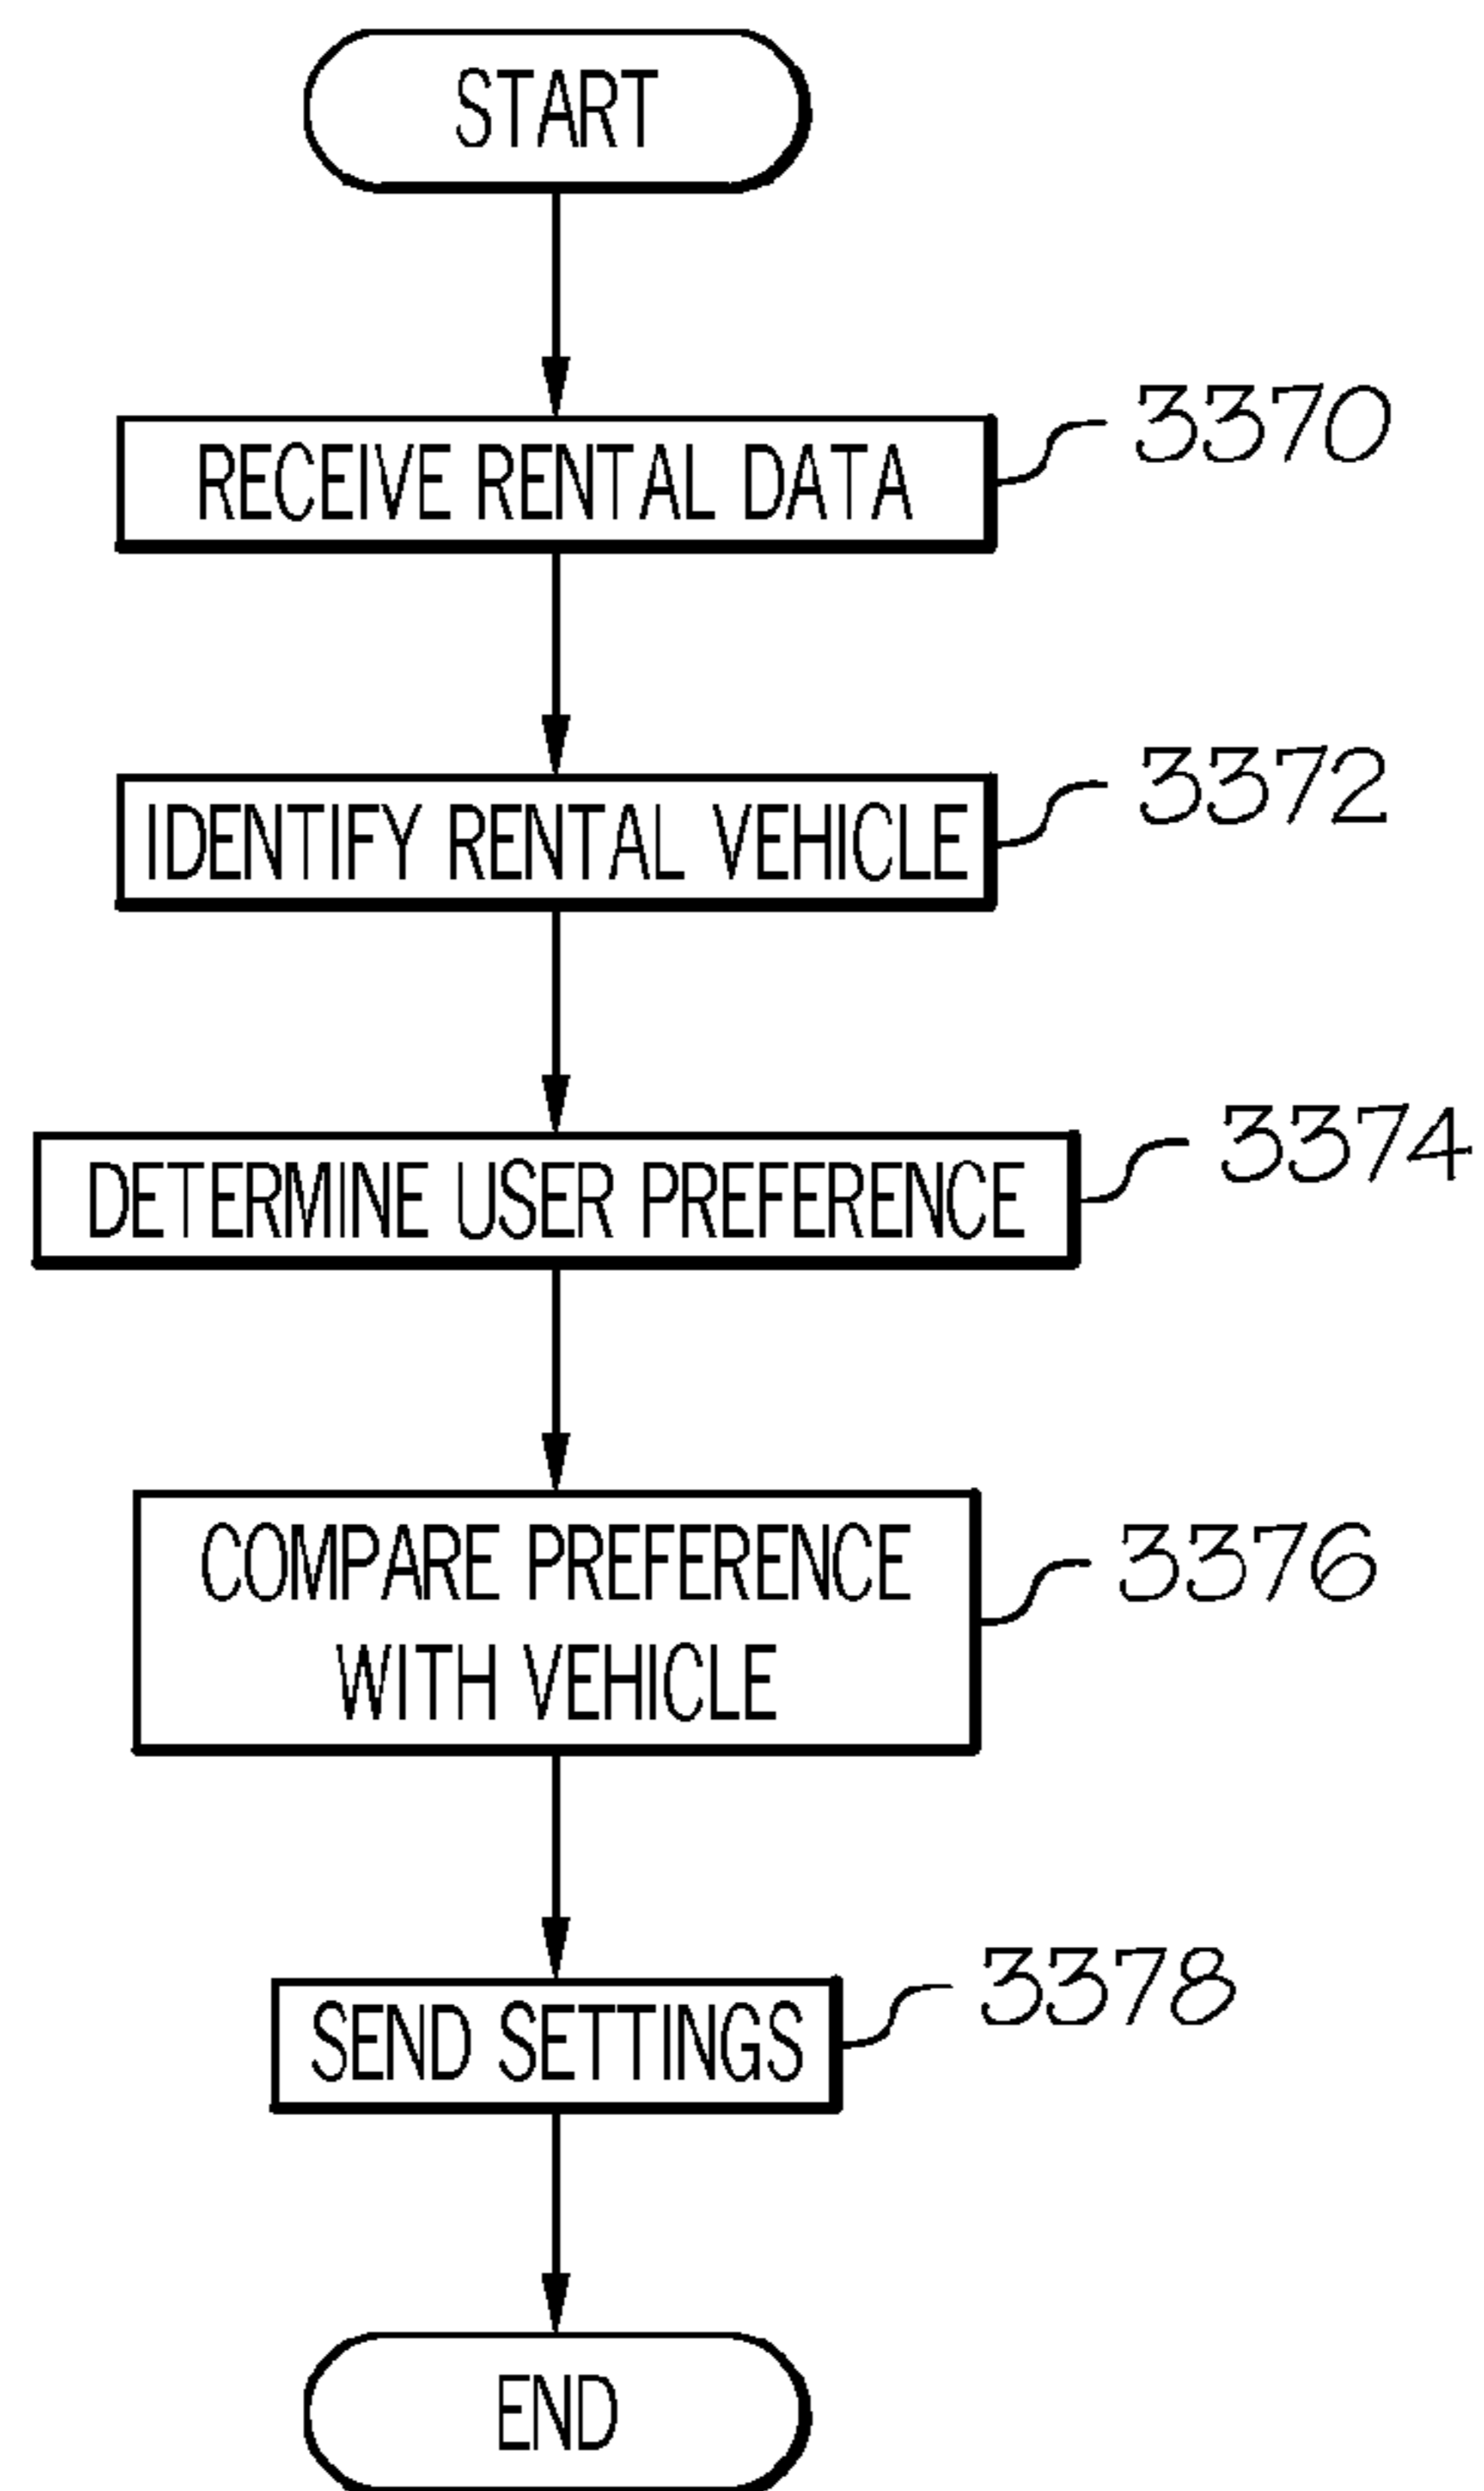 START
RECEIVE RENTAL DATA
3370
IDENTIFY RENTAL VEHICLE
3372
DETERMINE USER PREFERENCE
3374
COMPARE PREFERENCE
WITH VEHICLE
3376
SEND SETTINGS
3378
END